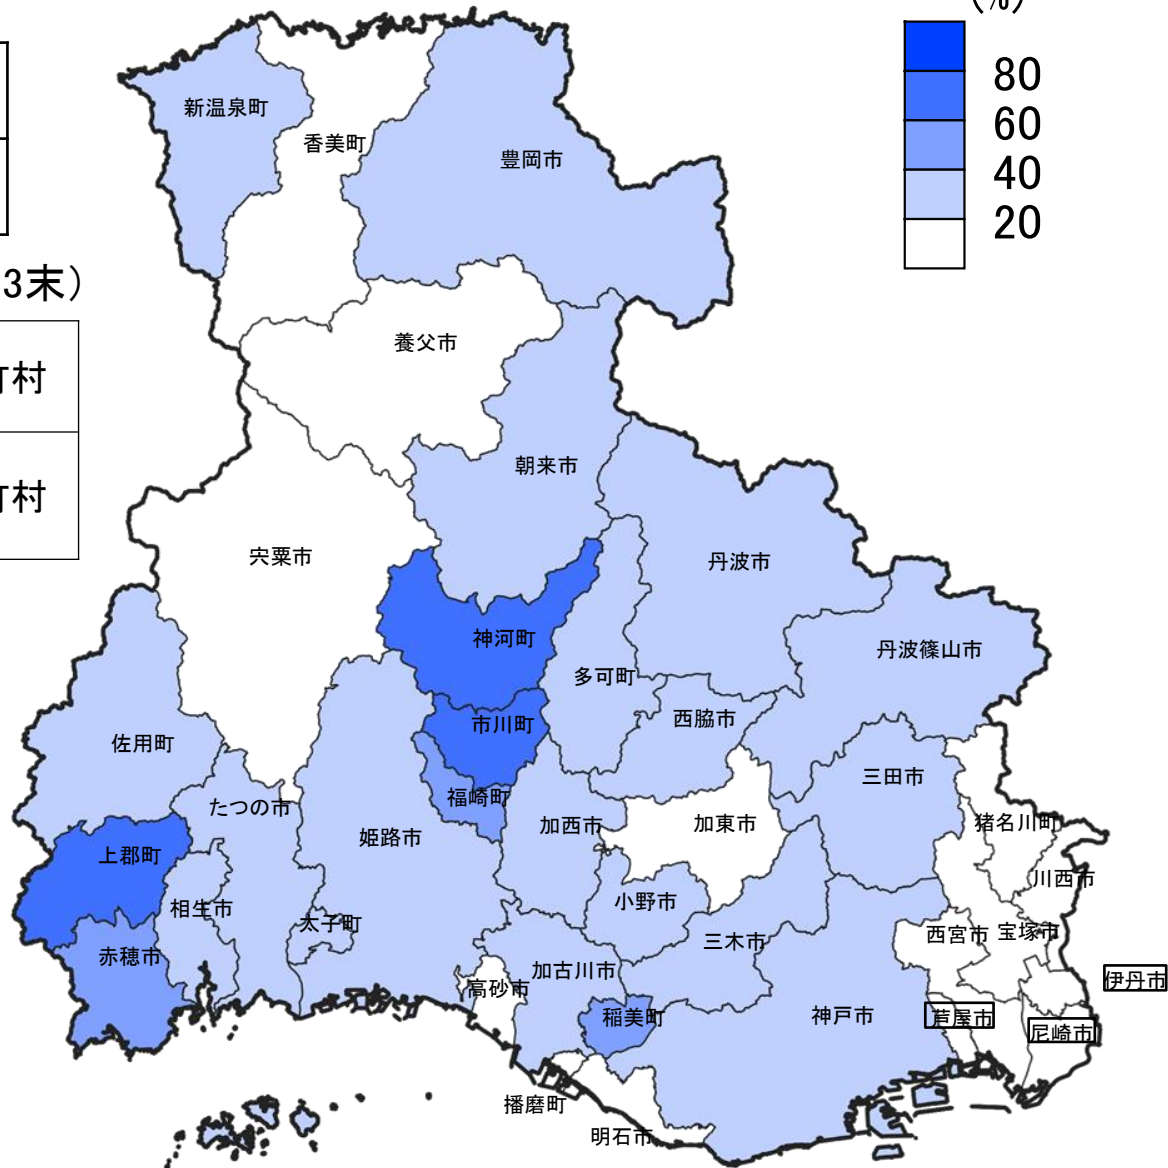 (%)
80
60
40
20
新温泉町
香美町
豊岡市
3末)
養父市
町村
朝来市
町村
宍粟市
丹波市
神河町
丹波篠山市
多可町
市川町
西脇市
佐用町
三田市
福崎町
たつの市
加西市
加東市
猪名川町
姫路市
上郡町
川西市
相生市
小野市
太子町
三木市
西宮市
宝塚市
赤穂市
加古川市
伊丹市
高砂市
稲美町
神戸市
芦屋市
尼崎市
播磨町
明石市